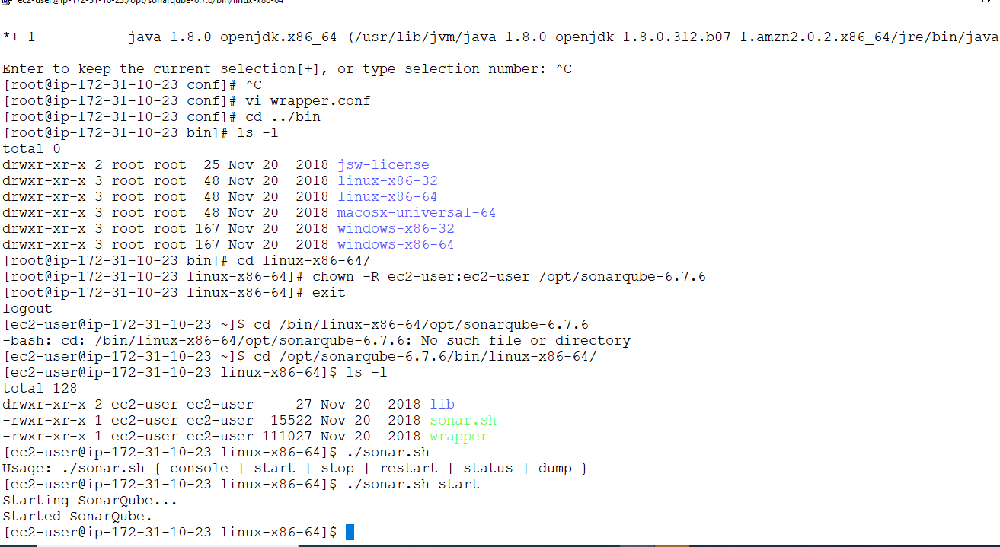 ec2-user@ip-172-31-10-23:/opt/sonarqube-6.7.6/bin/linux-x86-64
-----------------------------------------------
*+ 1           java-1.8.0-openjdk.x86_64 (/usr/lib/jvm/java-1.8.0-openjdk-1.8.0.312.b07-1.amzn2.0.2.x86_64/jre/bin/java
Enter to keep the current selection[+], or type selection number: ^C
[root@ip-172-31-10-23 conf]# ^C
[root@ip-172-31-10-23 conf]# vi wrapper.conf
[root@ip-172-31-10-23 conf]# cd ../bin
[root@ip-172-31-10-23 bin]# ls -l
total 0
drwxr-xr-x 2 root root  25 Nov 20  2018 jsw-license
drwxr-xr-x 3 root root  48 Nov 20  2018 linux-x86-32
drwxr-xr-x 3 root root  48 Nov 20  2018 linux-x86-64
drwxr-xr-x 3 root root  48 Nov 20  2018 macosx-universal-64
drwxr-xr-x 3 root root 167 Nov 20  2018 windows-x86-32
drwxr-xr-x 3 root root 167 Nov 20  2018 windows-x86-64
[root@ip-172-31-10-23 bin]# cd linux-x86-64/
[root@ip-172-31-10-23 linux-x86-64]# chown -R ec2-user:ec2-user /opt/sonarqube-6.7.6
[root@ip-172-31-10-23 linux-x86-64]# exit
logout
[ec2-user@ip-172-31-10-23 ~]$ cd /bin/linux-x86-64/opt/sonarqube-6.7.6
-bash: cd: /bin/linux-x86-64/opt/sonarqube-6.7.6: No such file or directory
[ec2-user@ip-172-31-10-23 ~]$ cd /opt/sonarqube-6.7.6/bin/linux-x86-64/
[ec2-user@ip-172-31-10-23 linux-x86-64]$ ls -l
total 128
drwxr-xr-x 2 ec2-user ec2-user     27 Nov 20  2018 lib
-rwxr-xr-x 1 ec2-user ec2-user  15522 Nov 20  2018 sonar.sh
-rwxr-xr-x 1 ec2-user ec2-user 111027 Nov 20  2018 wrapper
[ec2-user@ip-172-31-10-23 linux-x86-64]$ ./sonar.sh
Usage: ./sonar.sh { console | start | stop | restart | status | dump }
[ec2-user@ip-172-31-10-23 linux-x86-64]$ ./sonar.sh start
Starting SonarQube...
Started SonarQube.
[ec2-user@ip-172-31-10-23 linux-x86-64]$